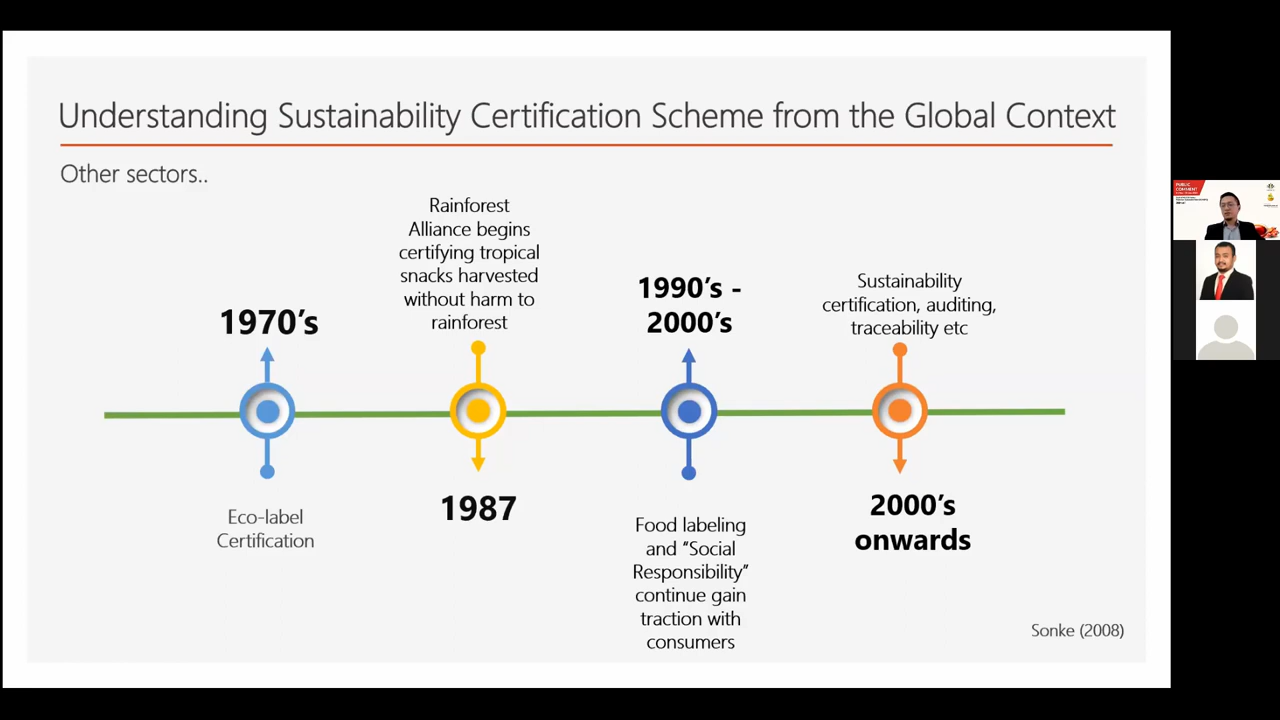 Understanding Sustainability Certification Scheme from the Global Context
Other sectors..
1970's
Eco-label
Certification
Rainforest
Alliance begins
certifying tropical
snacks harvested
without harm to
rainforest
1987
1990's -
2000's
Food labeling
and “Social
Responsibility”
continue gain
traction with
consumers
Sustainability
certification, auditing,
traceability etc
2000's
onwards
Sonke (2008)
PUBLIC
COMMENT